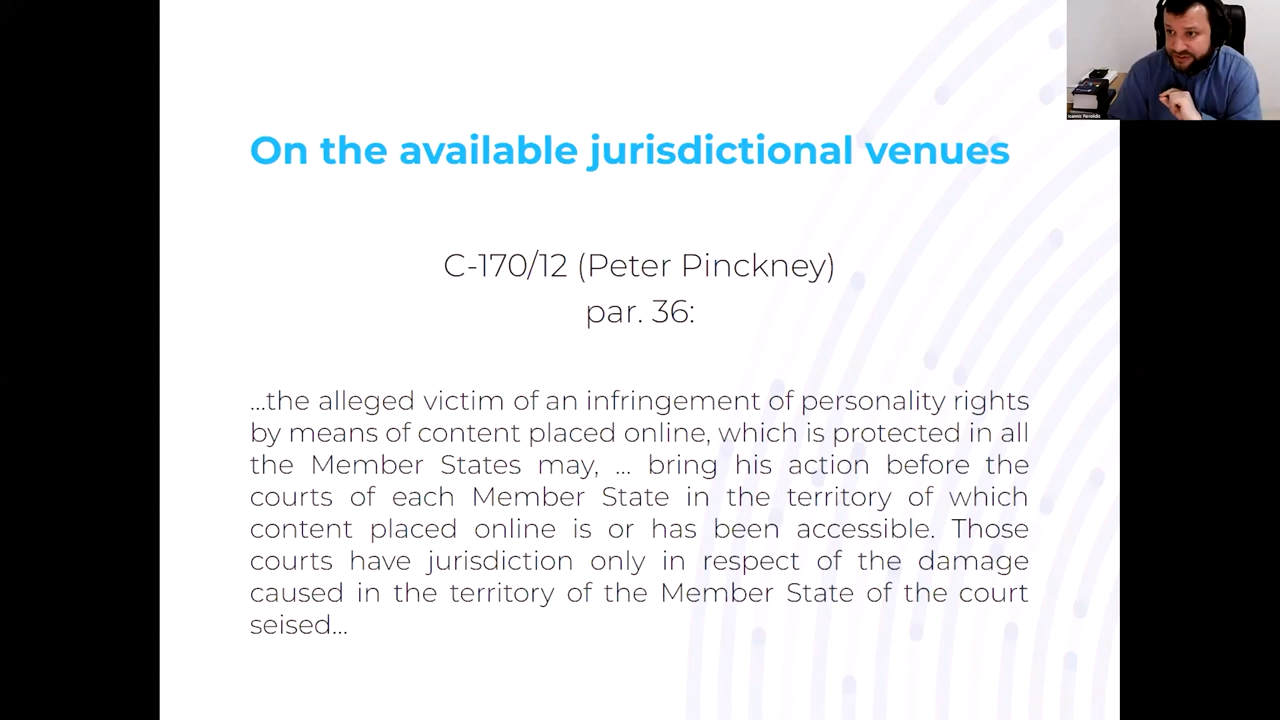 On the available jurisdictional venues
C-170/12 (Peter Pinckney)
par. 36:
...the alleged victim of an infringement of personality rights
by means of content placed online, which is protected in all
the Member States may, ... bring his action before the
courts of each Member State in the territory of which
content placed online is or has been accessible. Those
courts have jurisdiction only in respect of the damage
caused in the territory of the Member State of the court
seised...
Ioannis Revolidis